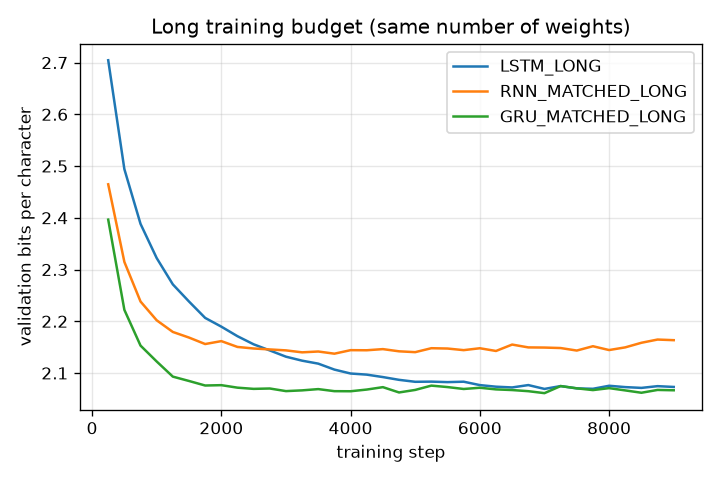 Long training budget (same number of weights)
LSTM_LONG
RNN_MATCHED_LONG
GRU_MATCHED_LONG
validation bits per character
2.7
2.6
2.5
2.4
2.3
2.2
2.1
0 2000 4000 6000 8000
training step